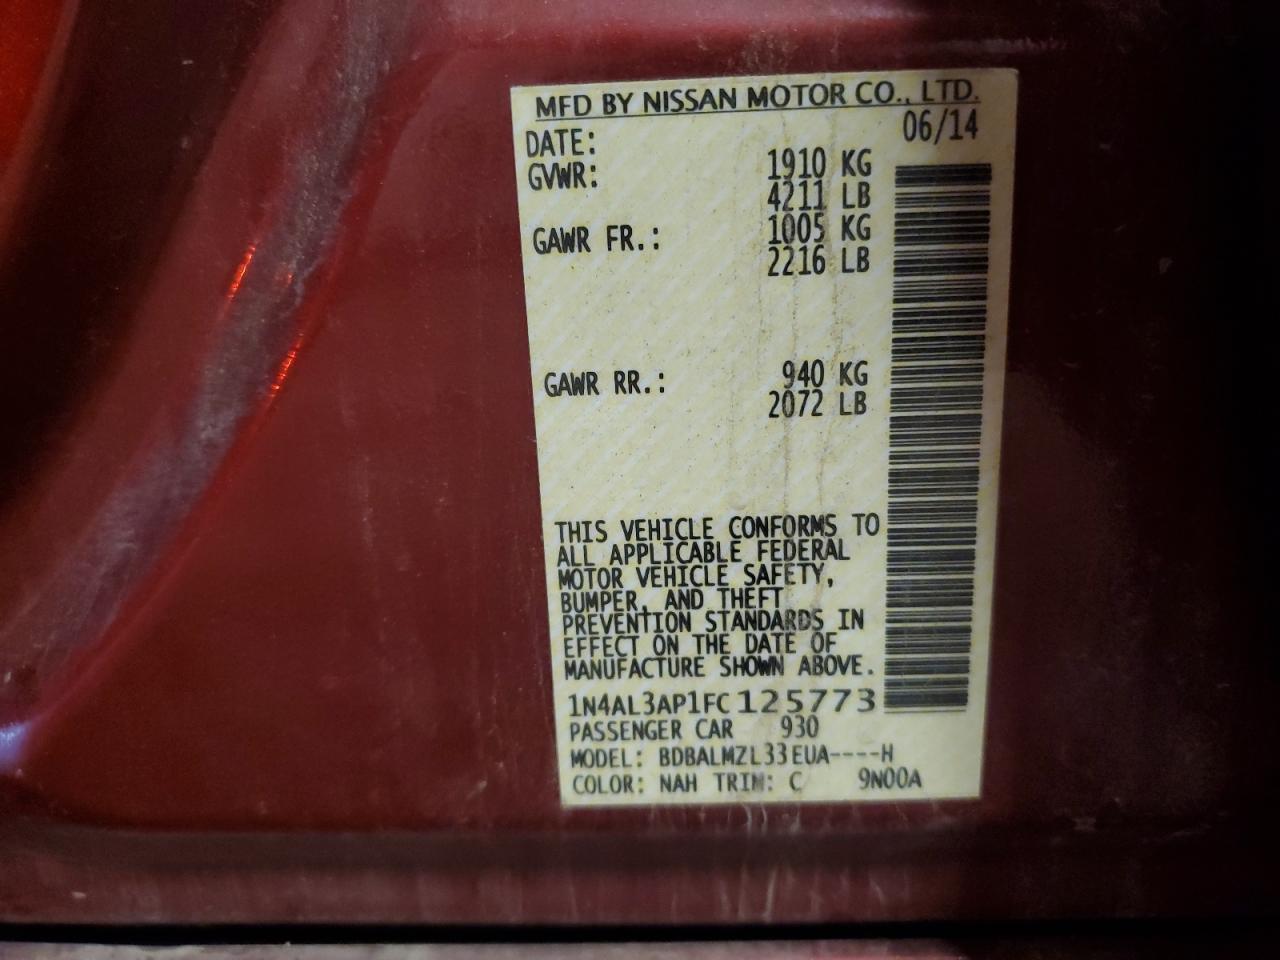 MFD BY NISSAN MOTOR CO., LTD.
DATE: 06/14
GVWR: 1910 KG
4211 LB
GAWR FR.: 1005 KG
2216 LB
GAWR RR.: 940 KG
2072 LB
THIS VEHICLE CONFORMS TO
ALL APPLICABLE FEDERAL
MOTOR VEHICLE SAFETY,
BUMPER, AND THEFT
PREVENTION STANDARDS IN
EFFECT ON THE DATE OF
MANUFACTURE SHOWN ABOVE.
1N4AL3AP1FC125773
PASSENGER CAR 930
MODEL: BDBALMZL33EUA----H
COLOR: NAH TRIM: C 9N00A